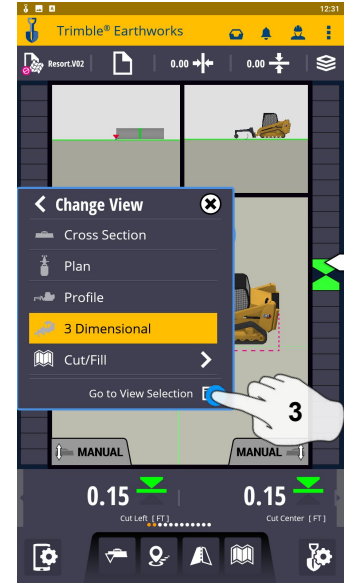 12:31
Trimble® Earthworks
Resort.V02
0.00
0.00
Change View
Cross Section
Plan
Profile
3 Dimensional
Cut/Fill
Go to View Selection
3
MANUAL
MANUAL
0.15
0.15
Cut Left [ FT ]
Cut Center [ FT ]